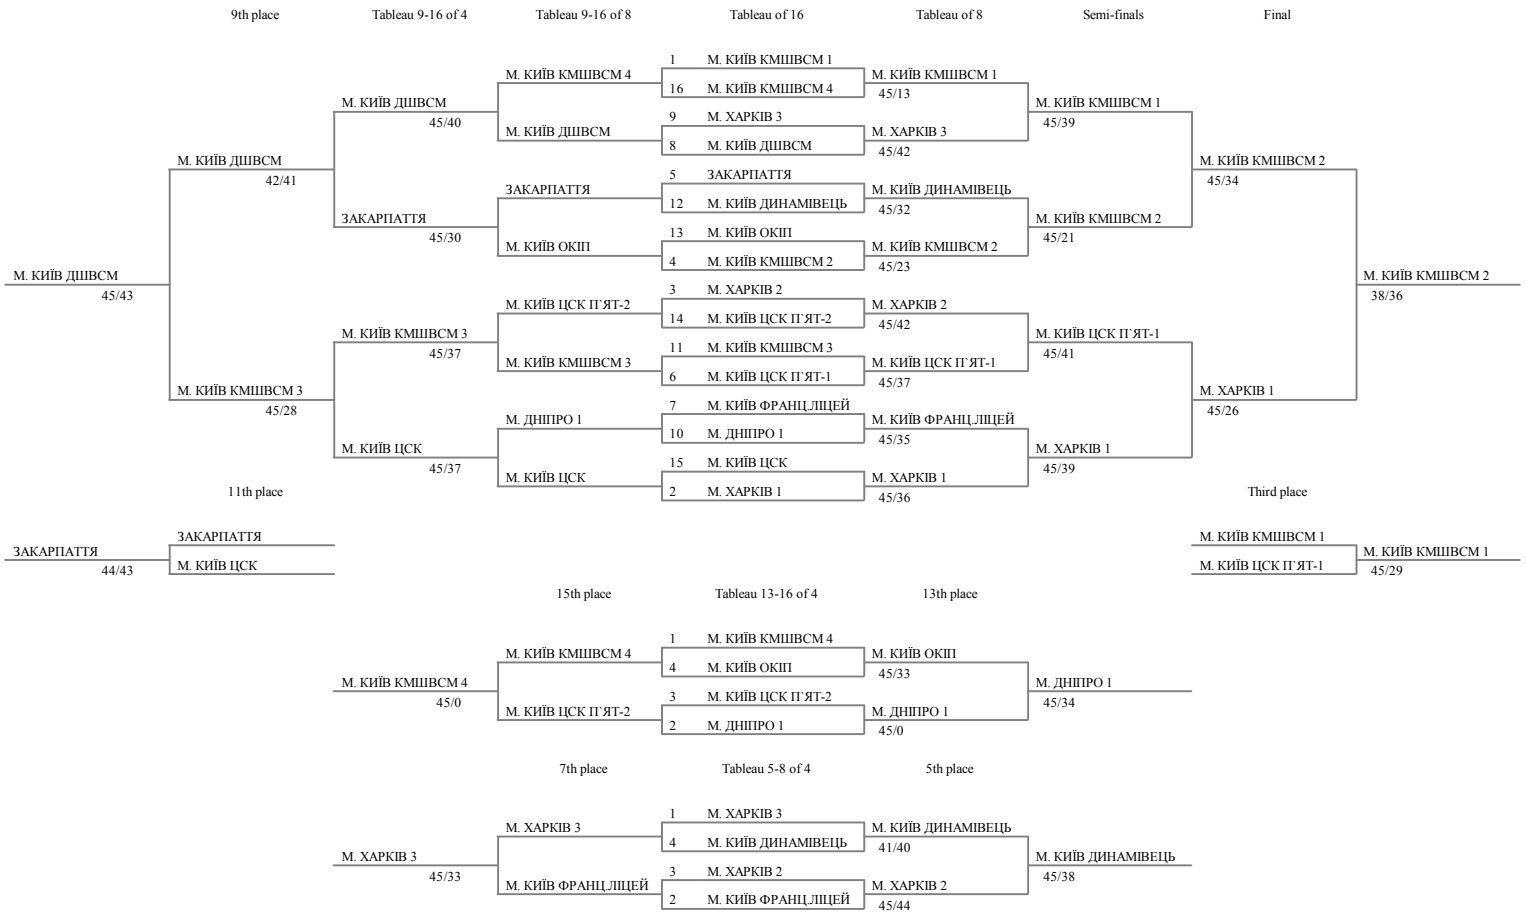 9th place Tableau 9-16 of 4 Tableau 9-16 of 8 Tableau of 16 Tableau of 8 Semi-finals Final
1 М. КИЇВ КМШВСМ 1
М. КИЇВ КМШВСМ 4 М. КИЇВ КМШВСМ 1
16 М. КИЇВ КМШВСМ 4 45/13
М. КИЇВ ДШВСМ М. КИЇВ КМШВСМ 1
9 М. ХАРКІВ 3
45/40 45/39
М. КИЇВ ДШВСМ М. ХАРКІВ 3
8 М. КИЇВ ДШВСМ 45/42
М. КИЇВ ДШВСМ М. КИЇВ КМШВСМ 2
5 ЗАКАРПАТТЯ
42/41 45/34
ЗАКАРПАТТЯ М. КИЇВ ДИНАМІВЕЦЬ
12 М. КИЇВ ДИНАМІВЕЦЬ 45/32
ЗАКАРПАТТЯ М. КИЇВ КМШВСМ 2
13 М. КИЇВ ОКІП
45/30 45/21
М. КИЇВ ОКІП М. КИЇВ КМШВСМ 2
4 М. КИЇВ КМШВСМ 2 45/23
М. КИЇВ ДШВСМ М. КИЇВ КМШВСМ 2
3 М. ХАРКІВ 2
45/43 38/36
М. КИЇВ ЦСК П`ЯТ-2 М. ХАРКІВ 2
14 М. КИЇВ ЦСК П`ЯТ-2 45/42
М. КИЇВ КМШВСМ 3 М. КИЇВ ЦСК П`ЯТ-1
11 М. КИЇВ КМШВСМ 3
45/37 45/41
М. КИЇВ КМШВСМ 3 М. КИЇВ ЦСК П`ЯТ-1
6 М. КИЇВ ЦСК П`ЯТ-1 45/37
М. КИЇВ КМШВСМ 3 М. ХАРКІВ 1
7 М. КИЇВ ФРАНЦ.ЛІЦЕЙ
45/28 45/26
М. ДНІПРО 1 М. КИЇВ ФРАНЦ.ЛІЦЕЙ
10 М. ДНІПРО 1 45/35
М. КИЇВ ЦСК М. ХАРКІВ 1
15 М. КИЇВ ЦСК
45/37 45/39
М. КИЇВ ЦСК М. ХАРКІВ 1
11th place 2 М. ХАРКІВ 1 45/36 Third place
ЗАКАРПАТТЯ М. КИЇВ КМШВСМ 1
ЗАКАРПАТТЯ М. КИЇВ КМШВСМ 1
44/43 М. КИЇВ ЦСК М. КИЇВ ЦСК П`ЯТ-1 45/29
15th place Tableau 13-16 of 4 13th place
1 М. КИЇВ КМШВСМ 4
М. КИЇВ КМШВСМ 4 М. КИЇВ ОКІП
4 М. КИЇВ ОКІП 45/33
М. КИЇВ КМШВСМ 4 М. ДНІПРО 1
3 М. КИЇВ ЦСК П`ЯТ-2
45/0 45/34
М. КИЇВ ЦСК П`ЯТ-2 М. ДНІПРО 1
2 М. ДНІПРО 1 45/0
7th place Tableau 5-8 of 4 5th place
1 М. ХАРКІВ 3
М. ХАРКІВ 3 М. КИЇВ ДИНАМІВЕЦЬ
4 М. КИЇВ ДИНАМІВЕЦЬ 41/40
М. ХАРКІВ 3 М. КИЇВ ДИНАМІВЕЦЬ
3 М. ХАРКІВ 2
45/33 45/38
М. КИЇВ ФРАНЦ.ЛІЦЕЙ М. ХАРКІВ 2
2 М. КИЇВ ФРАНЦ.ЛІЦЕЙ 45/44